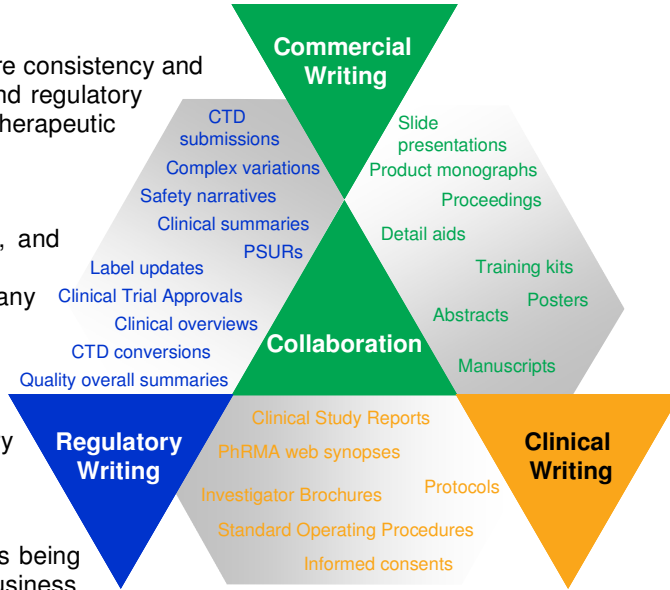 Commercial
Writing
re consistency and
nd regulatory
herapeutic
, and
any
y
s being
usiness
CTD
submissions
Complex variations
Safety narratives
Clinical summaries
PSURs
Label updates
Clinical Trial Approvals
Clinical overviews
CTD conversions
Quality overall summaries
Slide
presentations
Product monographs
Proceedings
Detail aids
Training kits
Posters
Abstracts
Manuscripts
Collaboration
Regulatory
Writing
Clinical Study Reports
PhRMA web synopses
Investigator Brochures
Protocols
Standard Operating Procedures
Informed consents
Clinical
Writing